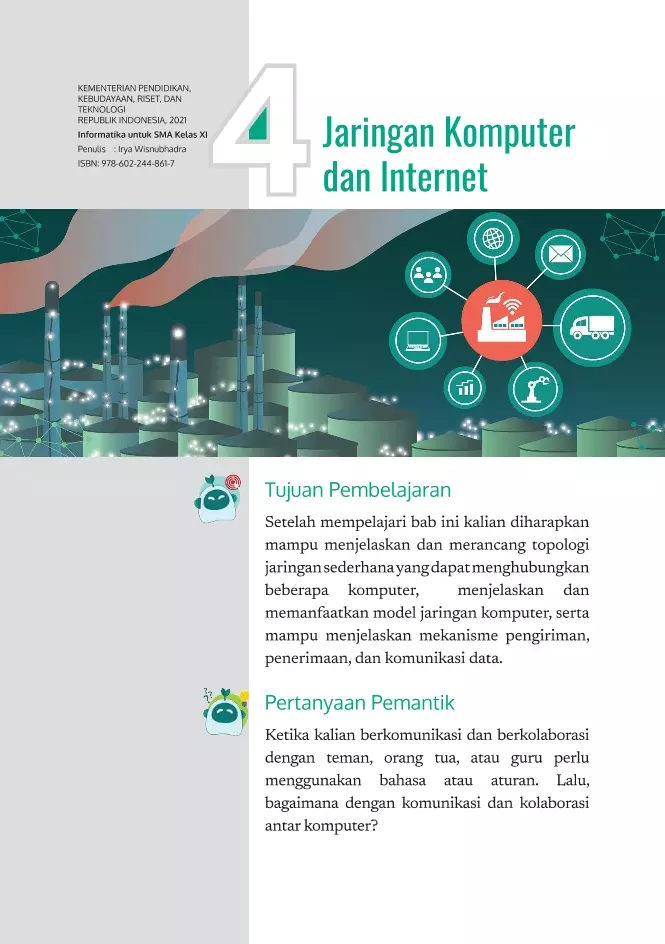 KEMENTERIAN PENDIDIKAN,
KEBUDAYAAN, RISET, DAN
TEKNOLOGI
REPUBLIK INDONESIA, 2021
Informatika untuk SMA Kelas XI
Penulis : Irya Wisnubhadra
ISBN: 978-602-244-861-7
4
Jaringan Komputer
dan Internet
Tujuan Pembelajaran
Setelah mempelajari bab ini kalian diharapkan
mampu menjelaskan dan merancang topologi
jaringan sederhana yang dapat menghubungkan
beberapa komputer, menjelaskan dan
memanfaatkan model jaringan komputer, serta
mampu menjelaskan mekanisme pengiriman,
penerimaan, dan komunikasi data.
??
Pertanyaan Pemantik
Ketika kalian berkomunikasi dan berkolaborasi
dengan teman, orang tua, atau guru perlu
menggunakan bahasa atau aturan. Lalu,
bagaimana dengan komunikasi dan kolaborasi
antar komputer?